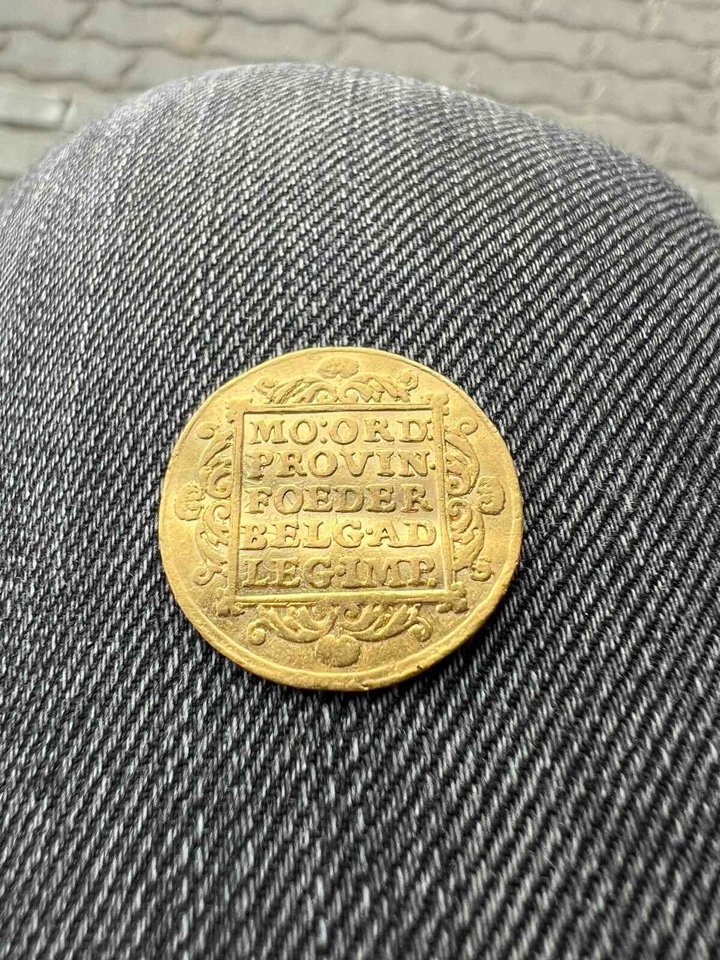 MO:ORD:
PROVIN·
FOEDER
BELG·AD
LEG·IMP.